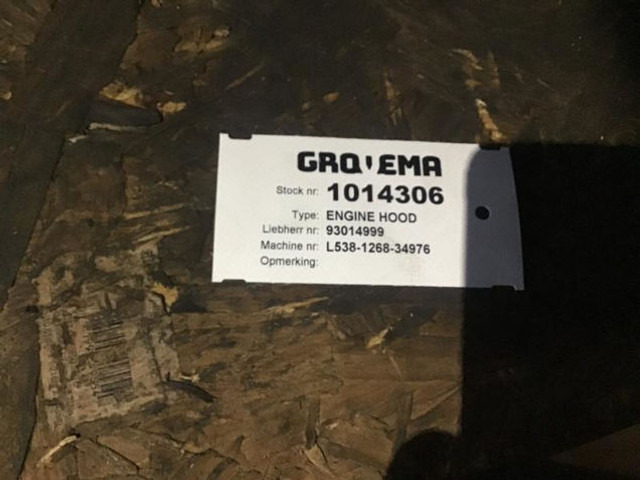 GRO'EMA
Stock nr: 1014306
Type: ENGINE HOOD
Liebherr nr: 93014999
Machine nr: L538-1268-34976
Opmerking: